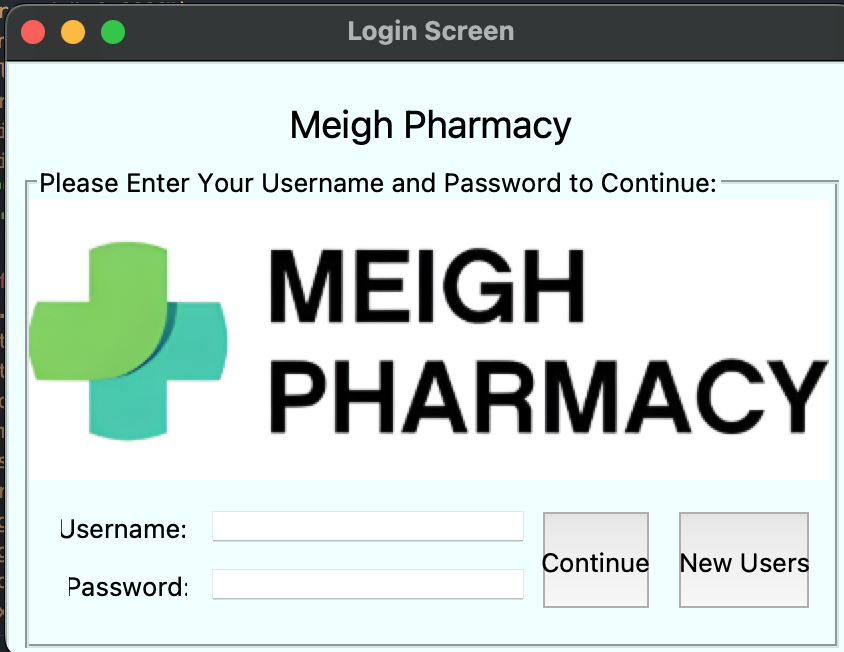 Login Screen
Meigh Pharmacy
Please Enter Your Username and Password to Continue:
MEIGH
PHARMACY
Username:
Continue
New Users
Password: